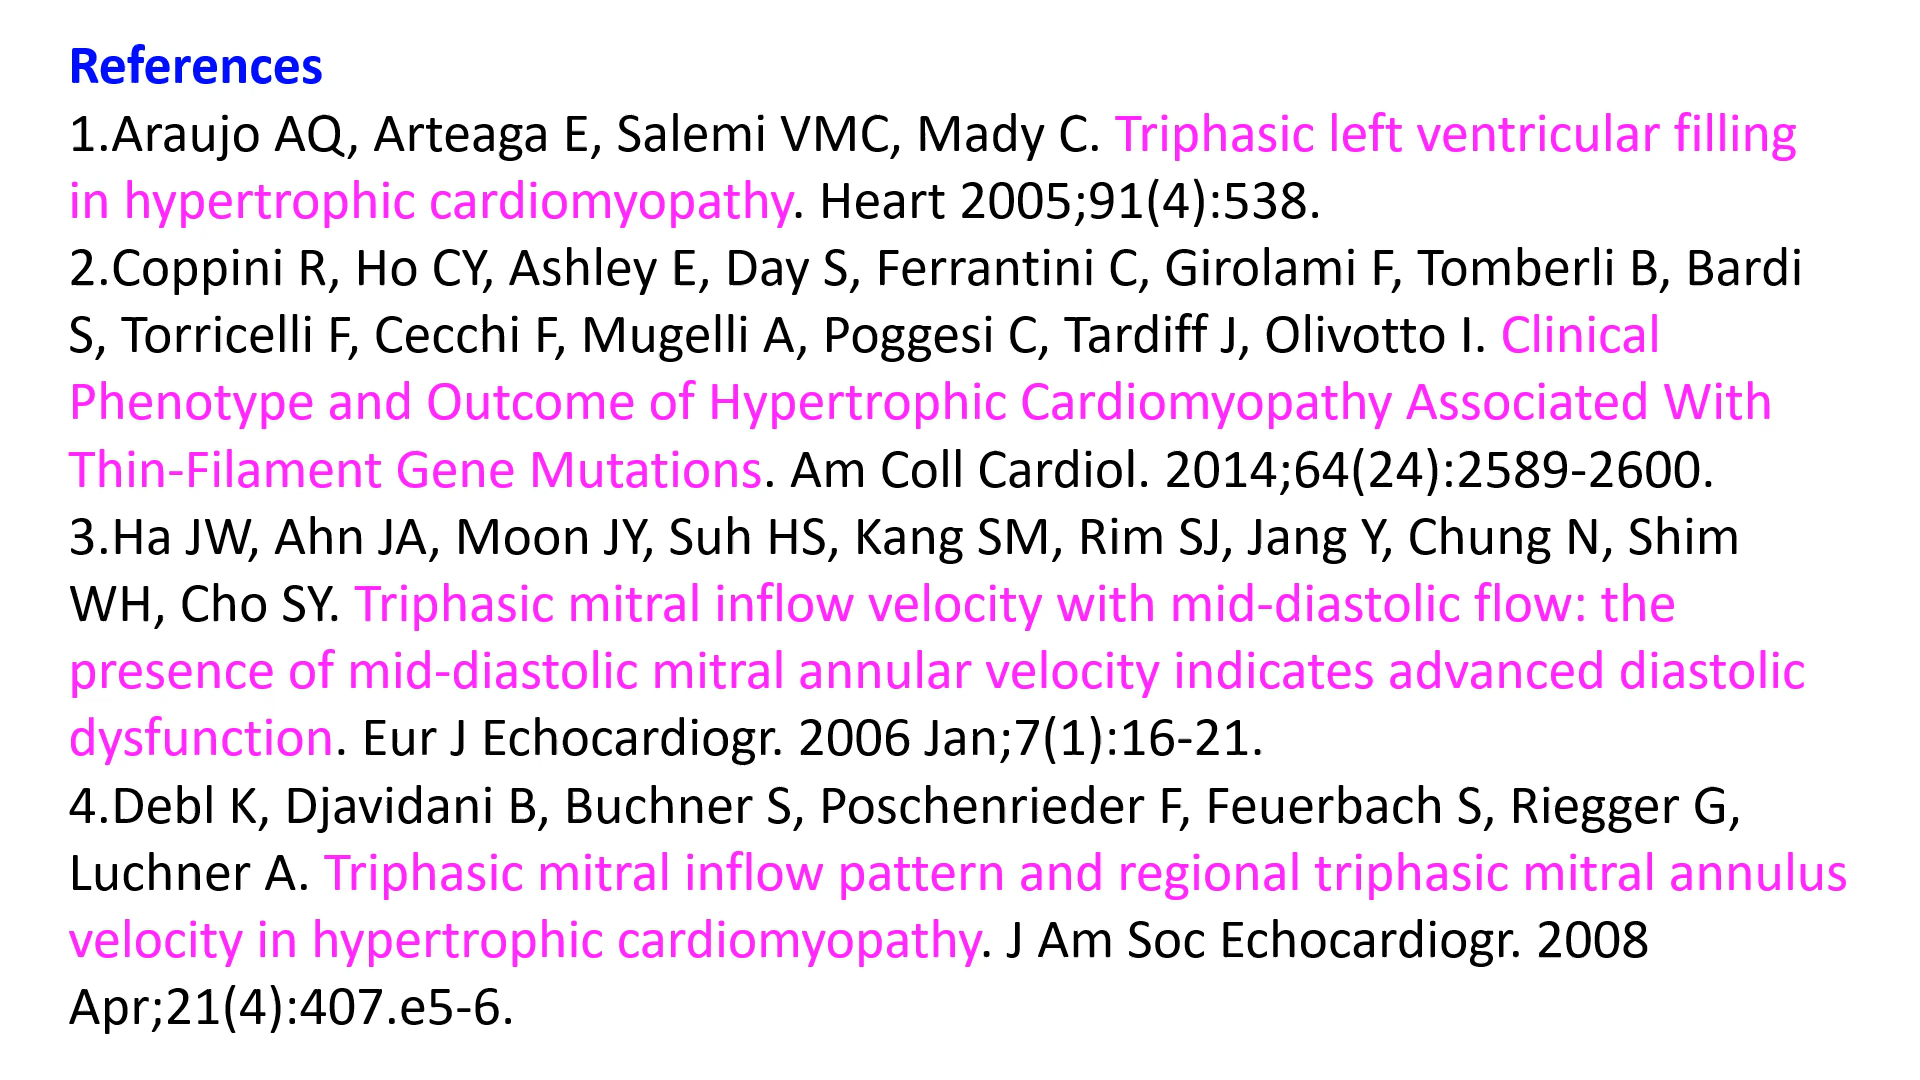 References
1.Araujo AQ, Arteaga E, Salemi VMC, Mady C. Triphasic left ventricular filling
in hypertrophic cardiomyopathy. Heart 2005;91(4):538.
2.Coppini R, Ho CY, Ashley E, Day S, Ferrantini C, Girolami F, Tomberli B, Bardi
S, Torricelli F, Cecchi F, Mugelli A, Poggesi C, Tardiff J, Olivotto I. Clinical
Phenotype and Outcome of Hypertrophic Cardiomyopathy Associated With
Thin-Filament Gene Mutations. Am Coll Cardiol. 2014;64(24):2589-2600.
3.Ha JW, Ahn JA, Moon JY, Suh HS, Kang SM, Rim SJ, Jang Y, Chung N, Shim
WH, Cho SY. Triphasic mitral inflow velocity with mid-diastolic flow: the
presence of mid-diastolic mitral annular velocity indicates advanced diastolic
dysfunction. Eur J Echocardiogr. 2006 Jan;7(1):16-21.
4.Debl K, Djavidani B, Buchner S, Poschenrieder F, Feuerbach S, Riegger G,
Luchner A. Triphasic mitral inflow pattern and regional triphasic mitral annulus
velocity in hypertrophic cardiomyopathy. J Am Soc Echocardiogr. 2008
Apr;21(4):407.e5-6.